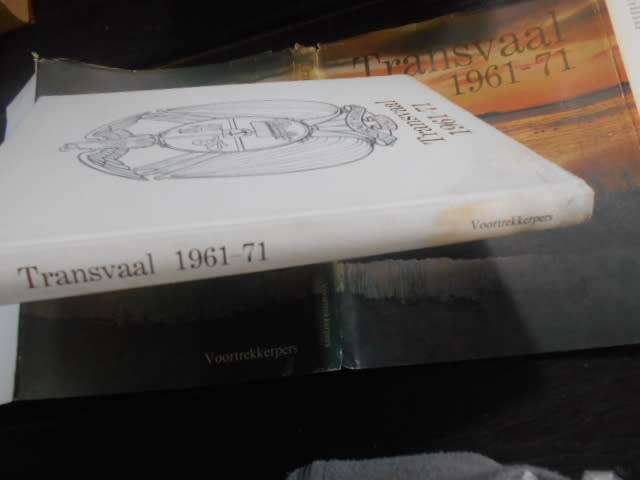 Transvaal
1961-71
Transvaal
1961 71
Transvaal 1961-71
Voortrekkerpers
Voortrekkerpers